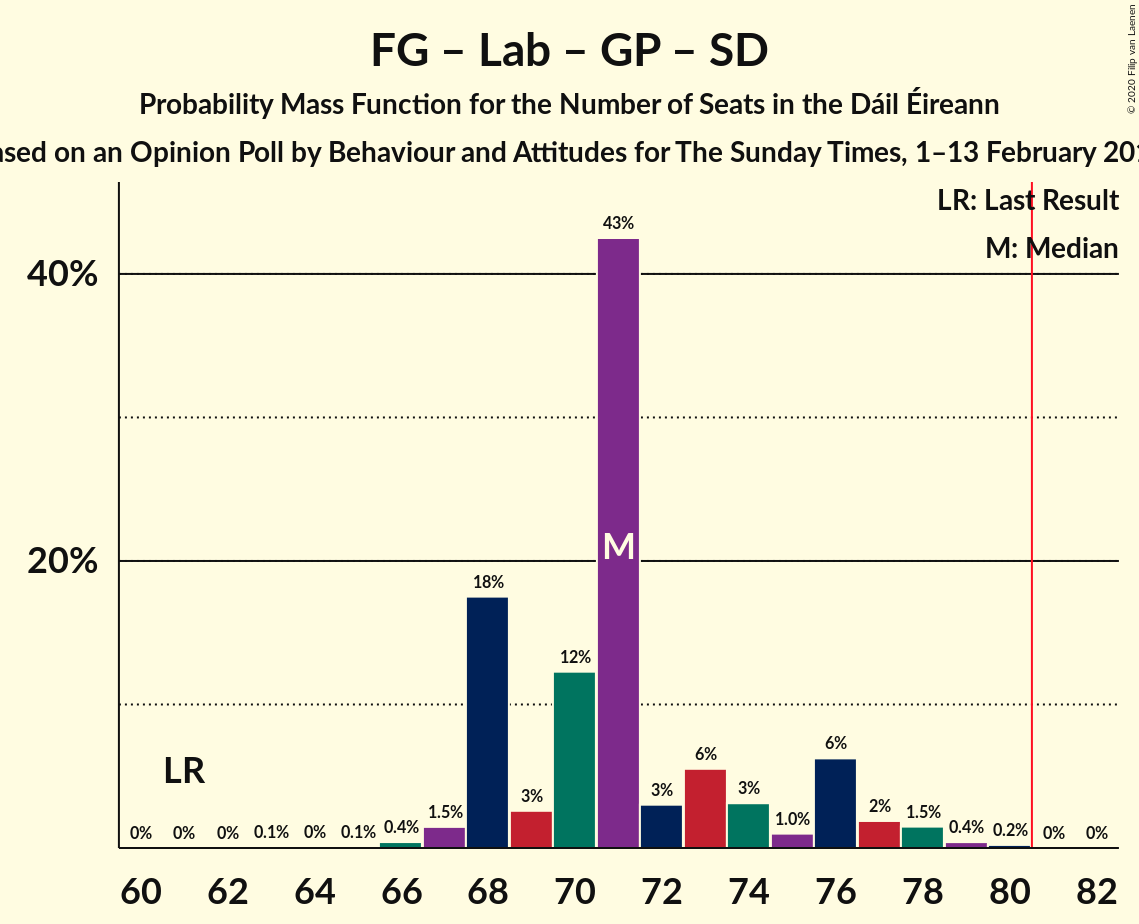 FG – Lab – GP – SD
Probability Mass Function for the Number of Seats in the Dáil Éireann
on an Opinion Poll by Behaviour and Attitudes for The Sunday Times, 1–13 February
© 2020 Filip van Laenen
LR: Last Result
M: Median
43%
40%
M
20%
18%
12%
LR
0% 0% 0% 0.1% 0% 0.1% 0.4% 1.5% 3% 3% 6% 3% 1.0% 6% 2% 1.5% 0.4% 0.2% 0% 0%
60 62 64 66 68 70 72 74 76 78 80 82